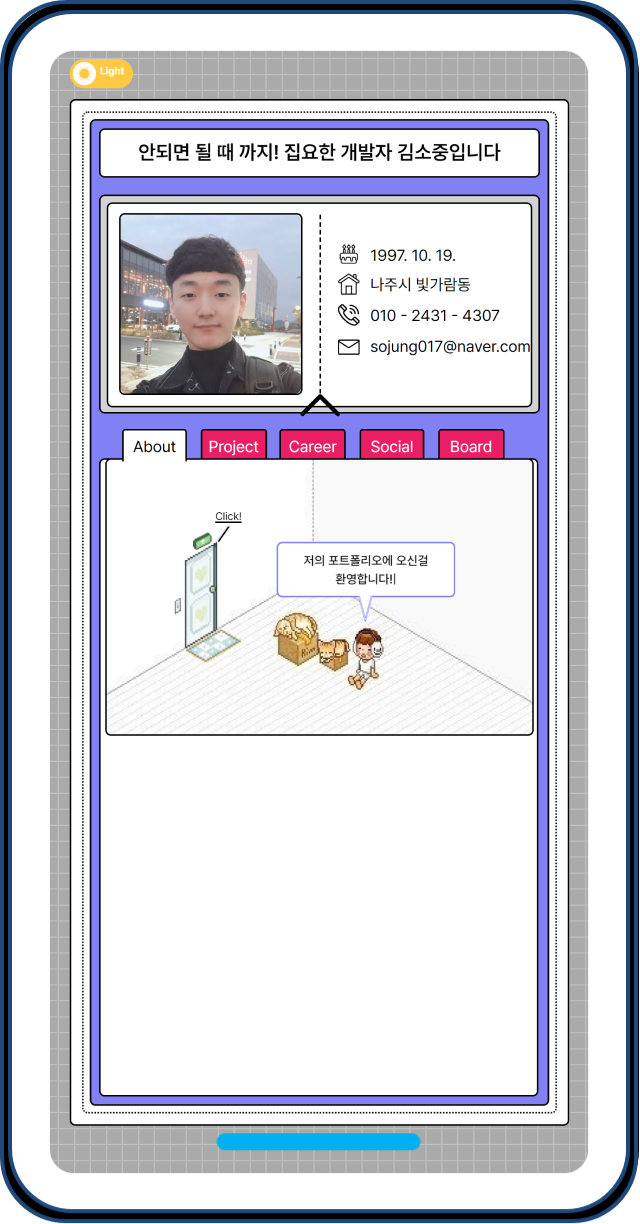 Light
안되면 될 때 까지! 집요한 개발자 김소중입니다
1997. 10. 19.
나주시 빛가람동
010 - 2431 - 4307
sojung017@naver.com
About
Project
Career
Social
Board
Click!
저의 포트폴리오에 오신걸
환영합니다!|
Kim